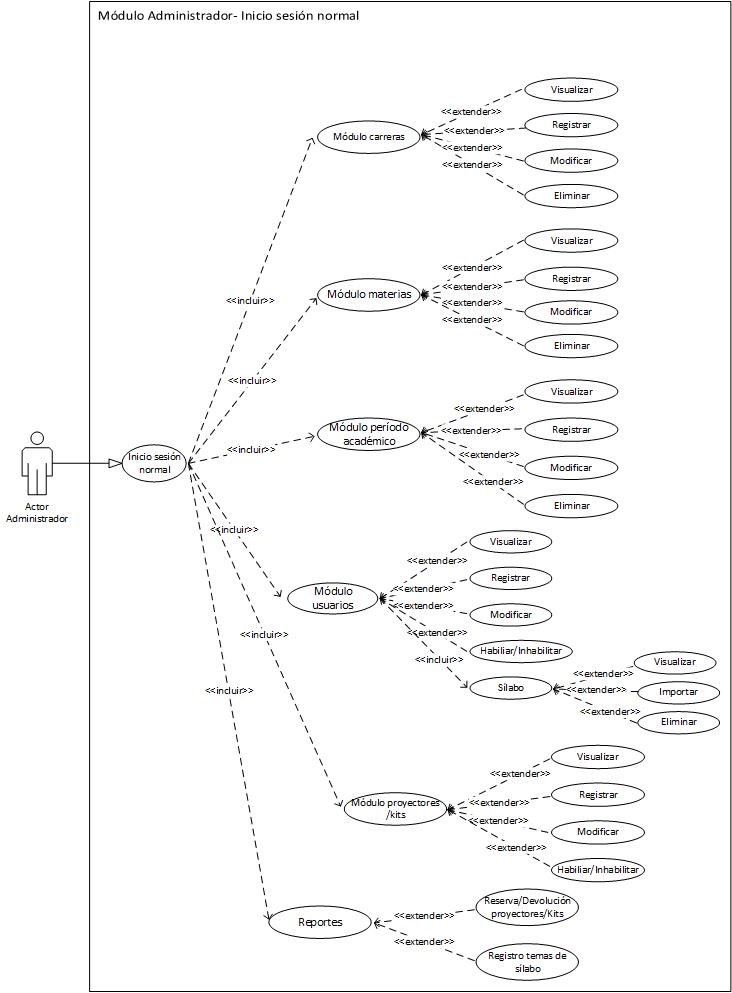 Módulo Administrador- Inicio sesión normal
Visualizar
<<extender>>
Registrar
<<extender>>
Módulo carreras
<<extender>>
Modificar
<<extender>>
Eliminar
Visualizar
<<extender>>
Registrar
<<extender>>
Módulo materias
<<incluir>>
<<extender>>
Modificar
<<extender>>
Eliminar
<<incluir>>
Visualizar
<<extender>>
Módulo período
académico
<<extender>>
Registrar
<<incluir>>
<<extender>>
Modificar
Inicio sesión
normal
<<extender>>
Eliminar
Actor
Administrador
<<incluir>>
Visualizar
<<extender>>
Registrar
Módulo
usuarios
<<extender>>
<<extender>>
Modificar
<<incluir>>
<<extender>>
Habiliar/Inhabilitar
<<incluir>>
Visualizar
<<extender>>
Sílabo
<<extender>>
Importar
<<incluir>>
<<extender>>
Eliminar
Visualizar
<<extender>>
Registrar
Módulo proyectores
/kits
<<extender>>
<<extender>>
Modificar
<<extender>>
Habiliar/Inhabilitar
Reserva/Devolución
proyectores/Kits
<<extender>>
Reportes
<<extender>>
Registro temas de
sílabo